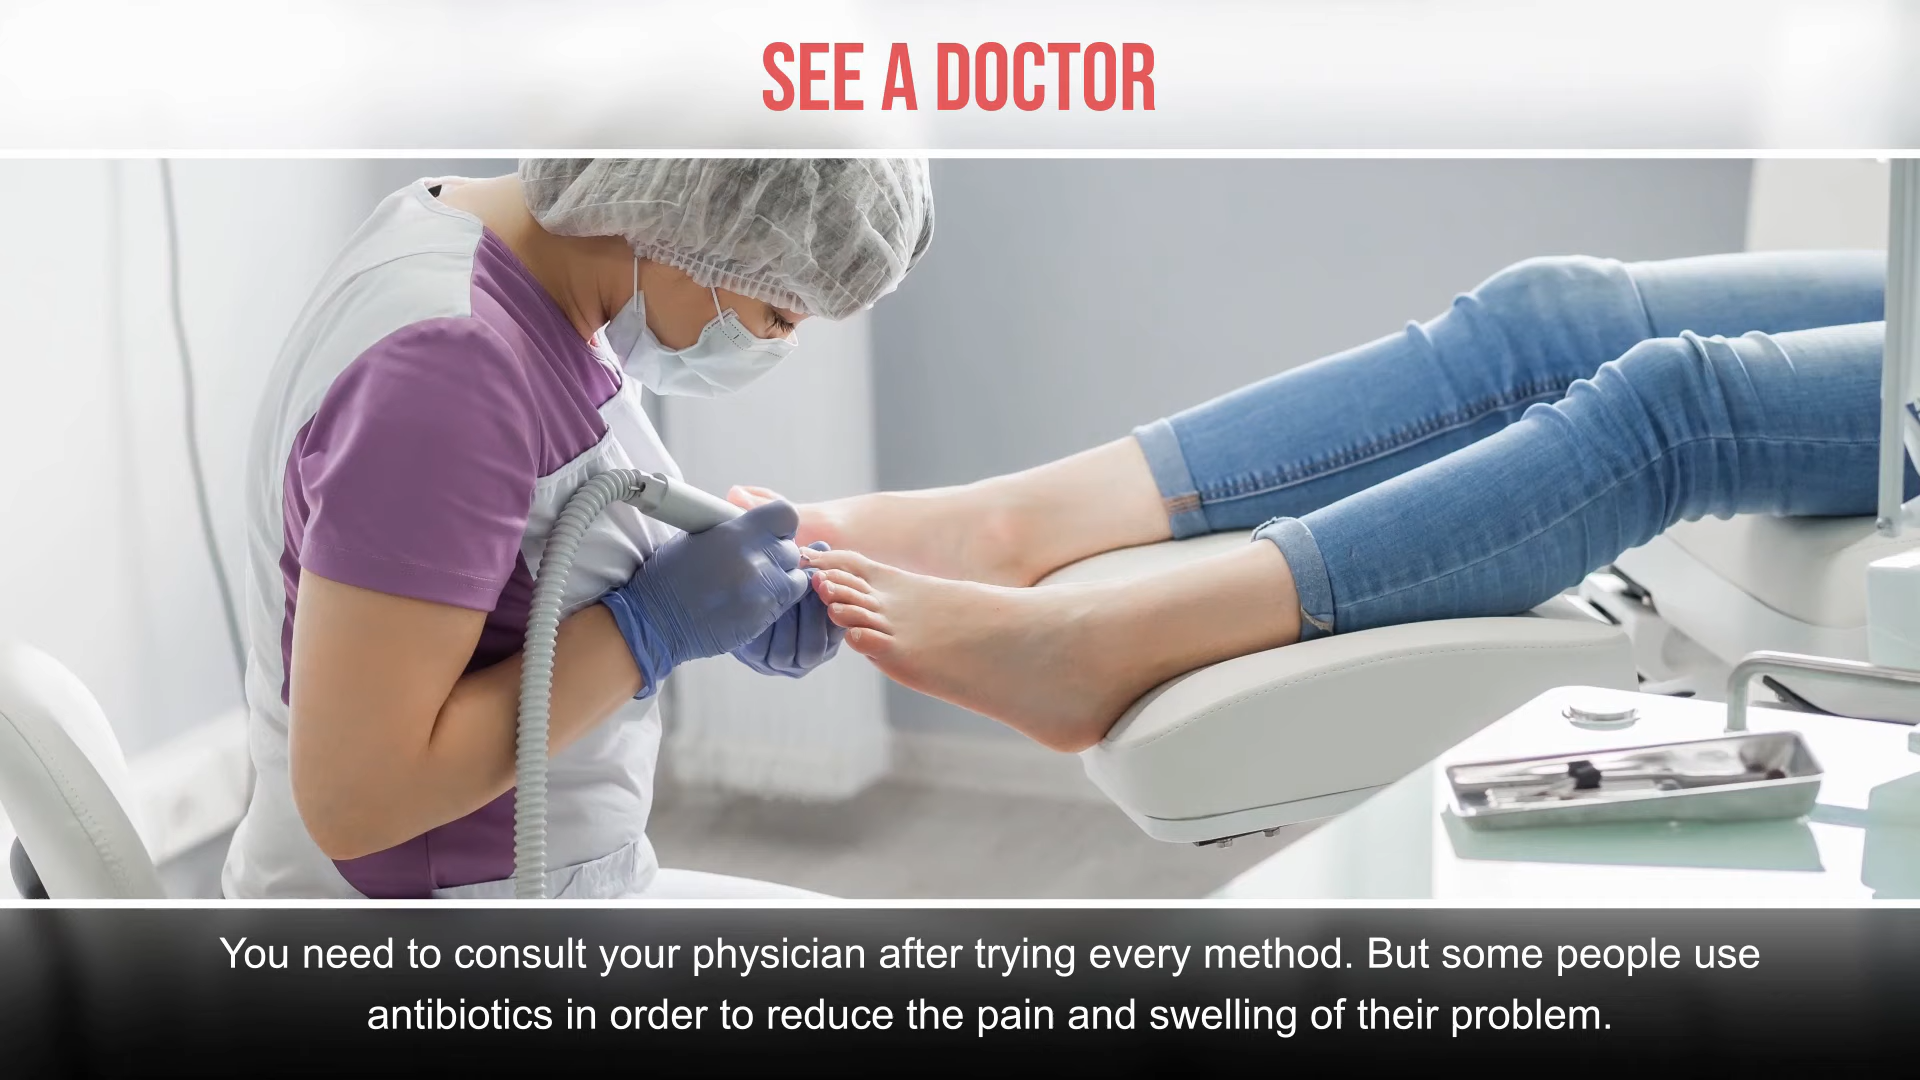 SEE A DOCTOR
You need to consult your physician after trying every method. But some people use
antibiotics in order to reduce the pain and swelling of their problem.